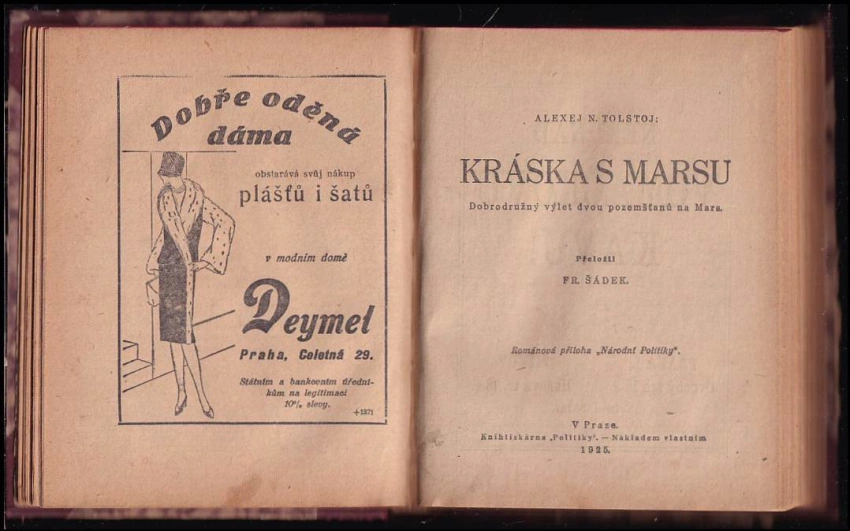 Dobře oděná
dáma
obstarává svůj nákup
plášťů i šatů
v modním domě
Deymel
Praha, Celetná 29.
Státním a bankovním úředni-
kům na legitimaci
10% slevy.
+1371
ALEXEJ N. TOLSTOJ:
KRÁSKA S MARSU
Dobrodružný výlet dvou pozemšťanů na Mars.
Přeložil
FR. ŠÁDEK.
Románová příloha „Národní Politiky“.
V Praze.
Knihtiskárna „Politiky“. — Nákladem vlastním
1925.